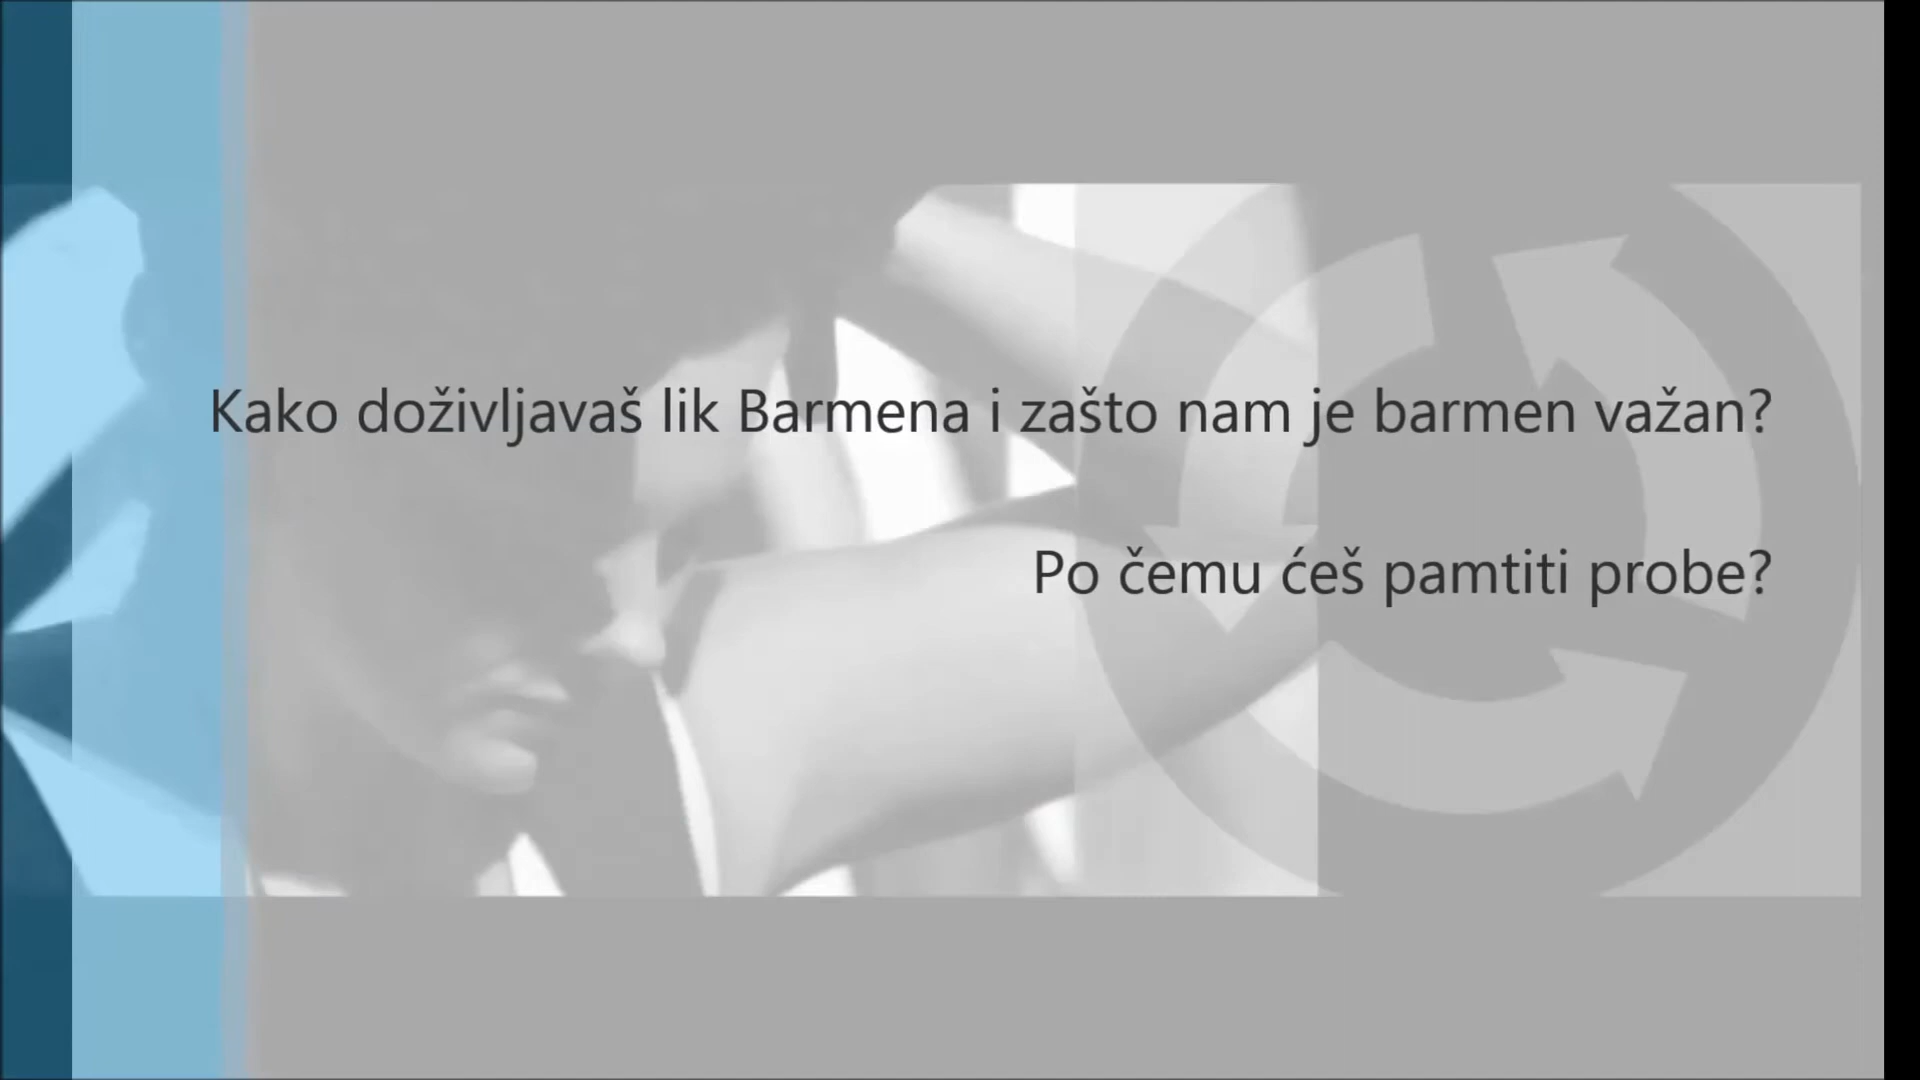 Kako doživljavaš lik Barmena i zašto nam je barmen važan?
Po čemu ćeš pamtiti probe?